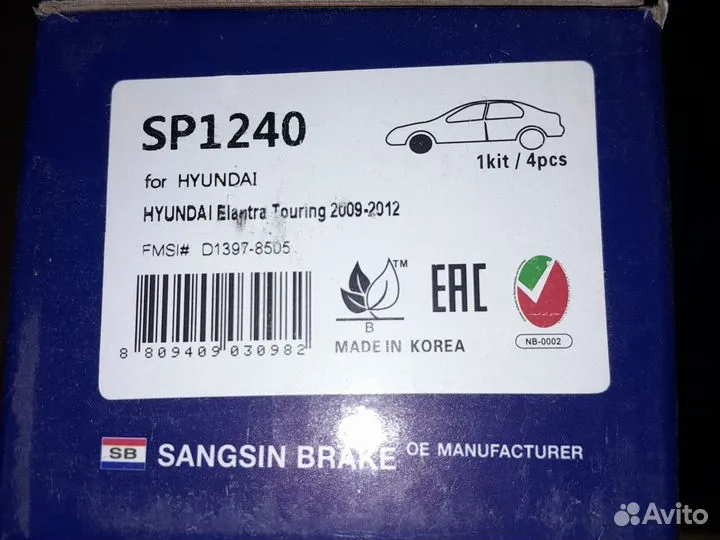 SP1240
1kit / 4pcs
for HYUNDAI
HYUNDAI Elantra Touring 2009-2012
FMSI# D1397-8505
8 809409 030982
TM
B
MADE IN KOREA
EAC
NB-0002
SB SANGSIN BRAKE OE MANUFACTURER
Avito